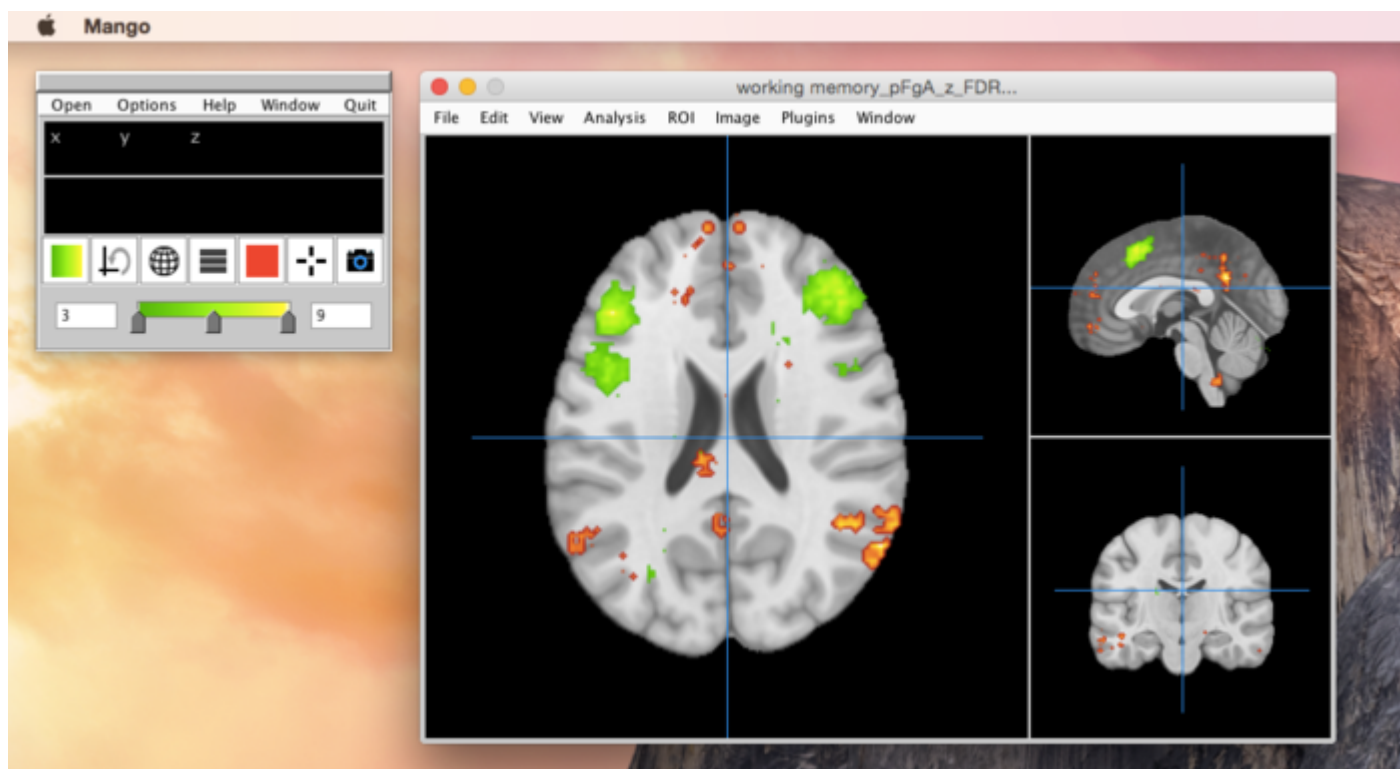 Mango
Open Options Help Window Quit
x y z
3 9
working memory_pFgA_z_FDR...
File Edit View Analysis ROI Image Plugins Window